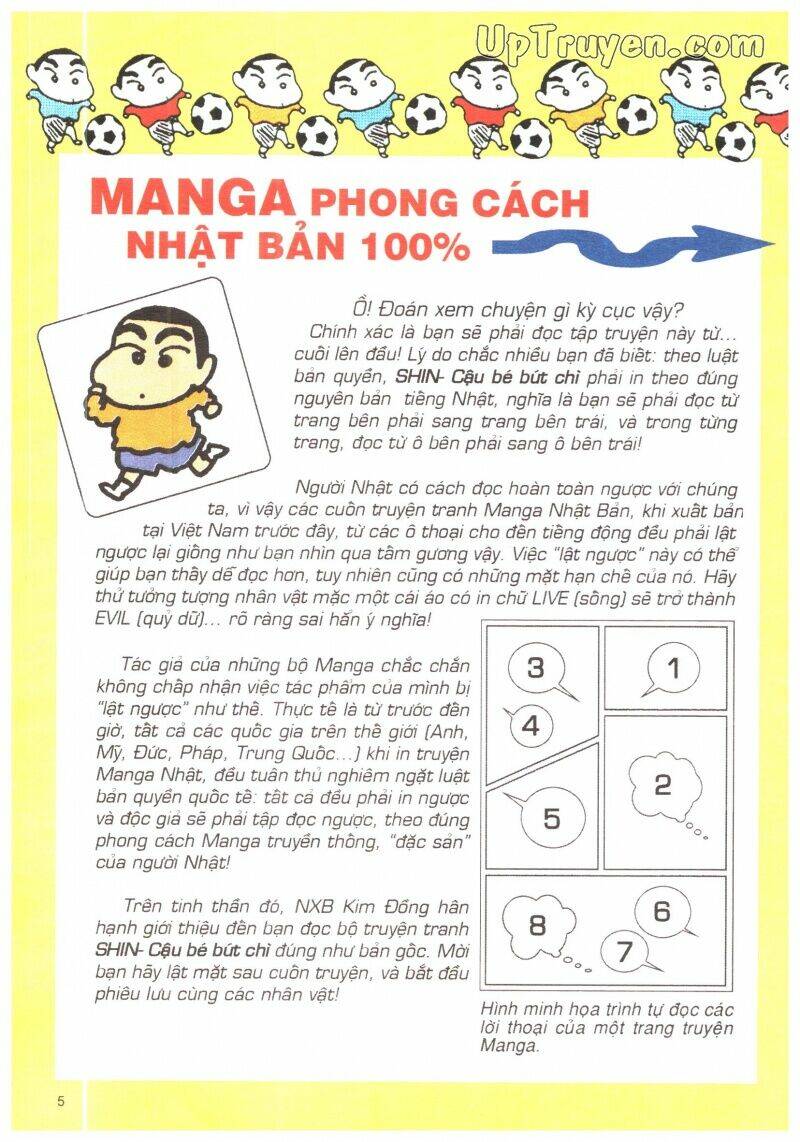 UpTruyen.com
MANGA PHONG CÁCH
NHẬT BẢN 100%
Ồ! Đoán xem chuyện gì kỳ cục vậy?
Chính xác là bạn sẽ phải đọc tập truyện này từ...
cuối lên đầu! Lý do chắc nhiều bạn đã biết: theo luật
bản quyền, SHIN- Cậu bé bút chì phải in theo đúng
nguyên bản tiếng Nhật, nghĩa là bạn sẽ phải đọc từ
trang bên phải sang trang bên trái, và trong từng
trang, đọc từ ô bên phải sang ô bên trái!
Người Nhật có cách đọc hoàn toàn ngược với chúng
ta, vì vậy các cuốn truyện tranh Manga Nhật Bản, khi xuất bản
tại Việt Nam trước đây, từ các ô thoại cho đến tiếng động đều phải lật
ngược lại giống như bạn nhìn qua tấm gương vậy. Việc "lật ngược" này có thể
giúp bạn thấy dễ đọc hơn, tuy nhiên cũng có những mặt hạn chế của nó. Hãy
thử tưởng tượng nhân vật mặc một cái áo có in chữ LIVE (sống) sẽ trở thành
EVIL (quỷ dữ)... rõ ràng sai hẳn ý nghĩa!
Tác giả của những bộ Manga chắc chắn
không chấp nhận việc tác phẩm của mình bị
"lật ngược" như thế. Thực tế là từ trước đến
giờ, tất cả các quốc gia trên thế giới (Anh,
Mỹ, Đức, Pháp, Trung Quốc...) khi in truyện
Manga Nhật, đều tuân thủ nghiêm ngặt luật
bản quyền quốc tế: tất cả đều phải in ngược
và độc giả sẽ phải tập đọc ngược, theo đúng
phong cách Manga truyền thống, "đặc sản"
của người Nhật!
Trên tinh thần đó, NXB Kim Đồng hân
hạnh giới thiệu đến bạn đọc bộ truyện tranh
SHIN- Cậu bé bút chì đúng như bản gốc. Mời
bạn hãy lật mặt sau cuốn truyện, và bắt đầu
phiêu lưu cùng các nhân vật!
1
2
3
4
5
6
7
8
Hình minh họa trình tự đọc các
lời thoại của một trang truyện
Manga.
5